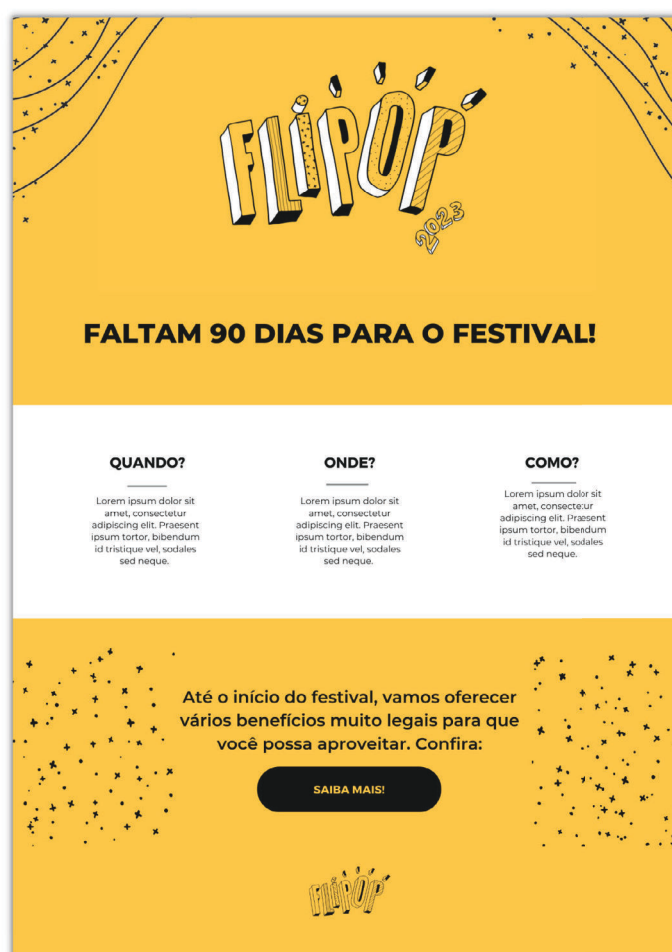 FLiPOP
2023
FALTAM 90 DIAS PARA O FESTIVAL!
QUANDO?
Lorem ipsum dolor sit
amet, consectetur
adipiscing elit. Praesent
ipsum tortor, bibendum
id tristique vel, sodales
sed neque.
ONDE?
Lorem ipsum dolor sit
amet, consectetur
adipiscing elit. Praesent
ipsum tortor, bibendum
id tristique vel, sodales
sed neque.
COMO?
Lorem ipsum dolor sit
amet, consectetur
adipiscing elit. Praesent
ipsum tortor, bibendum
id tristique vel, sodales
sed neque.
Até o início do festival, vamos oferecer
vários benefícios muito legais para que
você possa aproveitar. Confira:
SAIBA MAIS!
FLiPOP